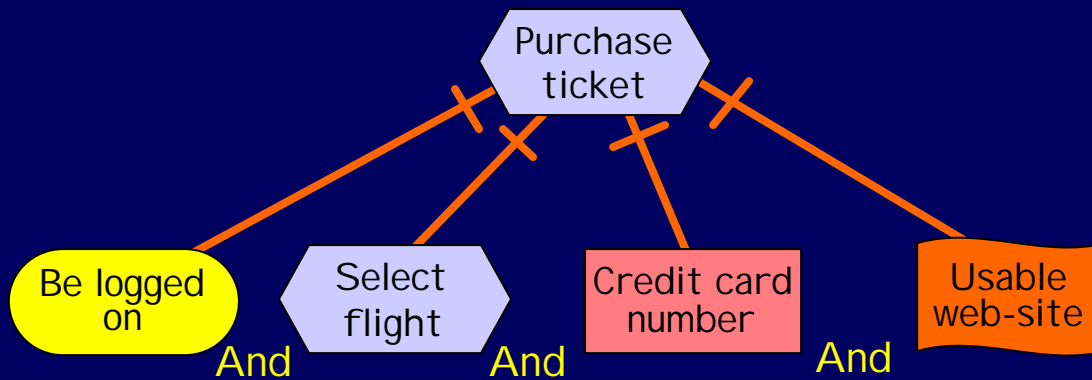 Purchase
ticket
Be logged
on
And
Select
flight
And
Credit card
number
And
Usable
web-site